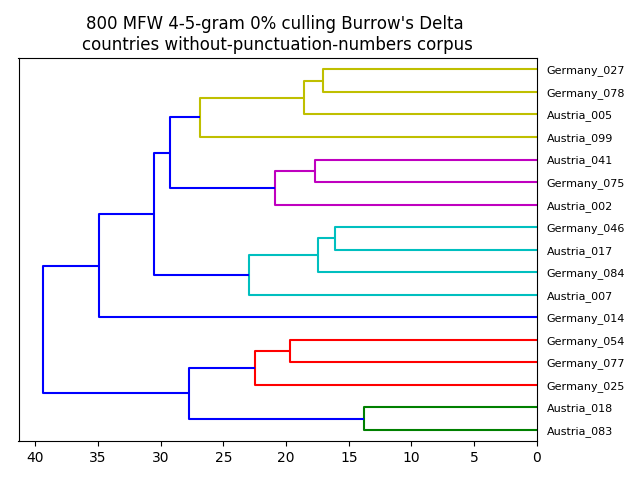 800 MFW 4-5-gram 0% culling Burrow's Delta
countries without-punctuation-numbers corpus
Germany_027
Germany_078
Austria_005
Austria_099
Austria_041
Germany_075
Austria_002
Germany_046
Austria_017
Germany_084
Austria_007
Germany_014
Germany_054
Germany_077
Germany_025
Austria_018
Austria_083
40 35 30 25 20 15 10 5 0